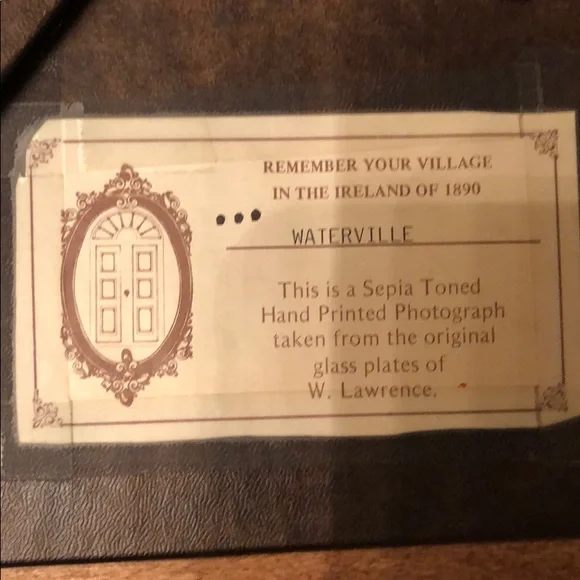 REMEMBER YOUR VILLAGE
IN THE IRELAND OF 1890
... WATERVILLE
This is a Sepia Toned
Hand Printed Photograph
taken from the original
glass plates of
W. Lawrence.